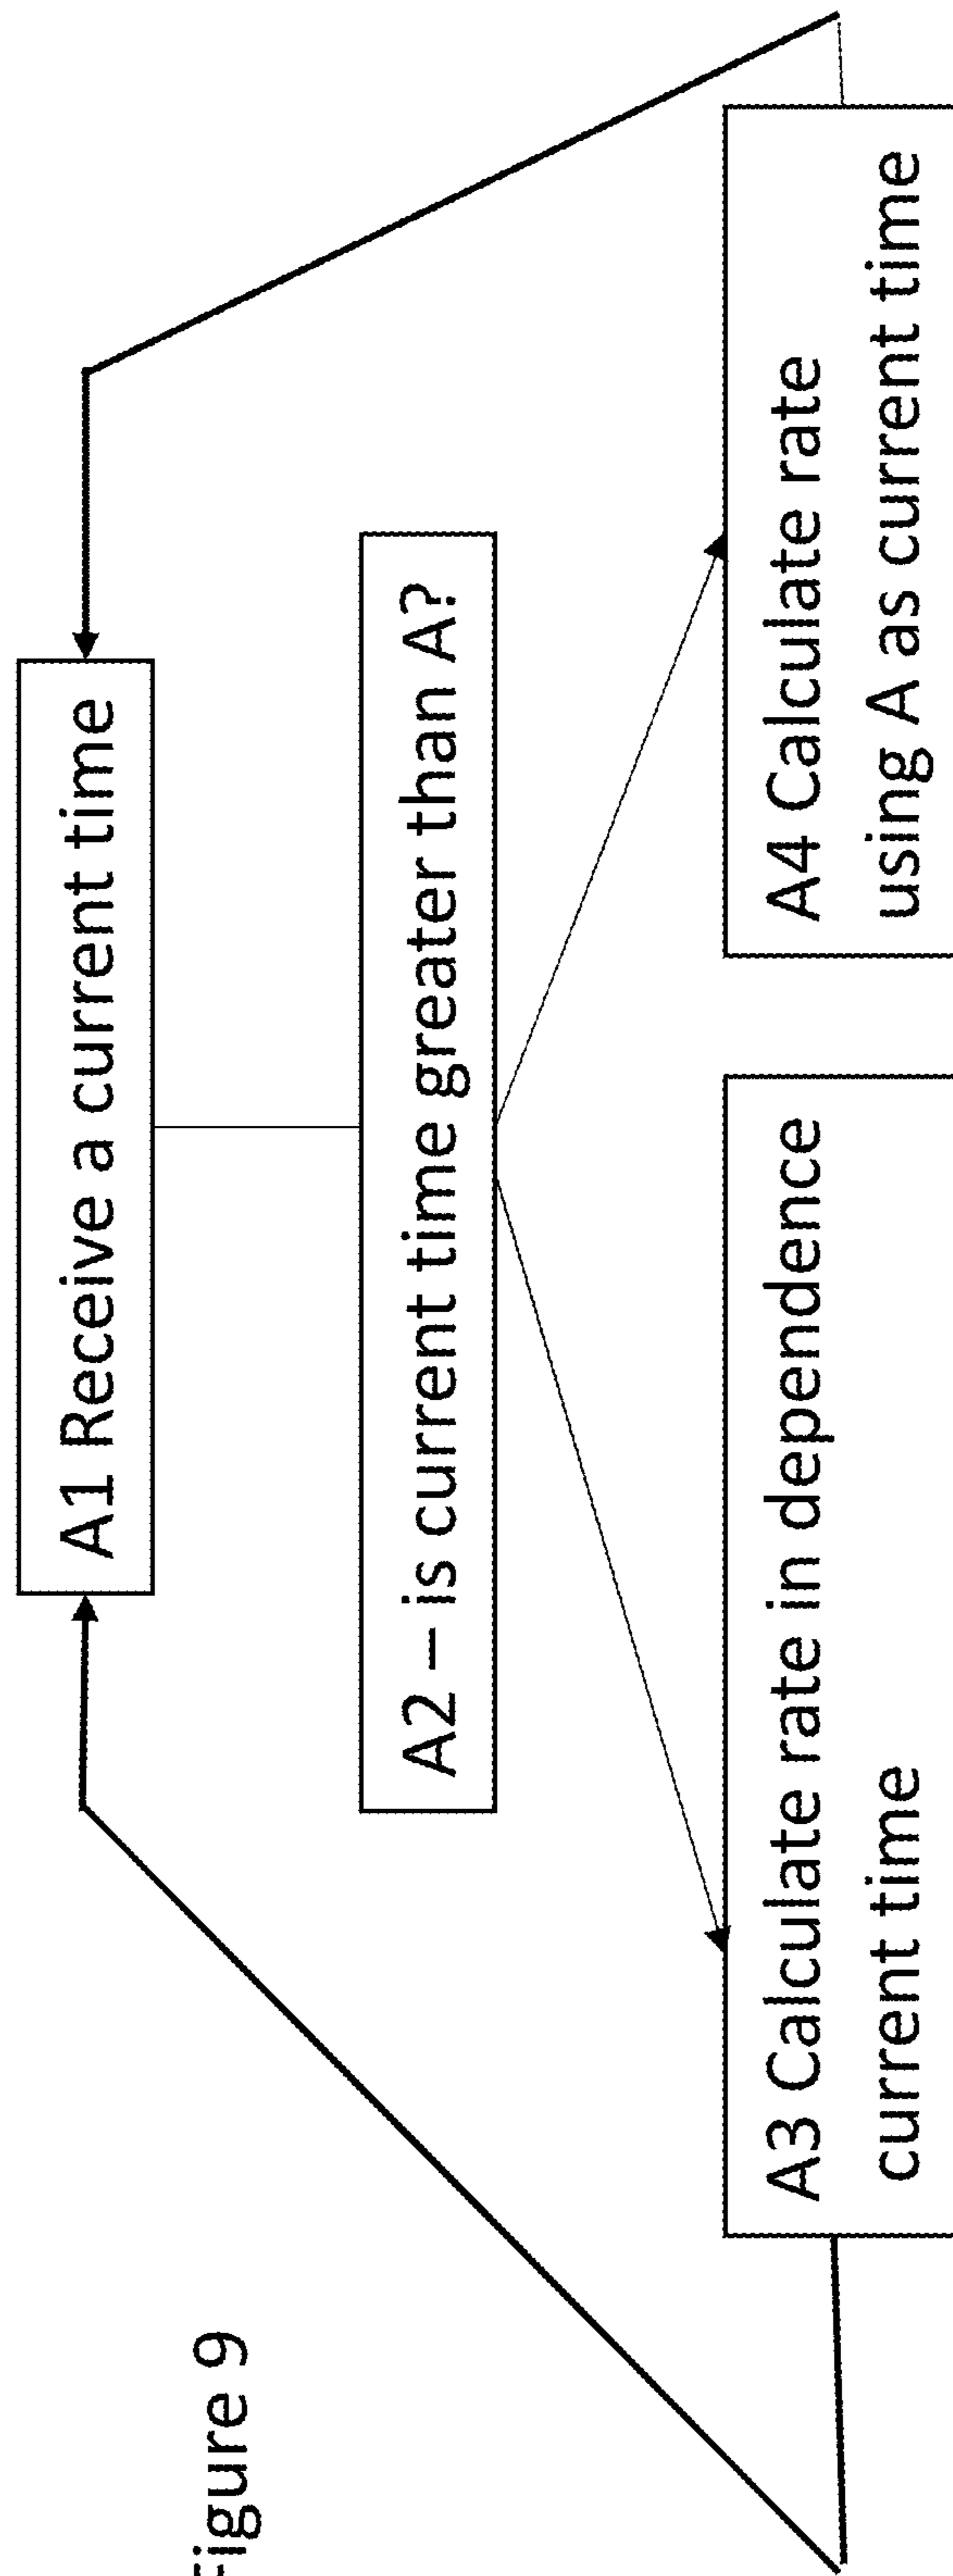 A1 Receive a current time
A2 – is current time greater than A?
A3 Calculate rate in dependence
current time
A4 Calculate rate
using A as current time
Figure 9